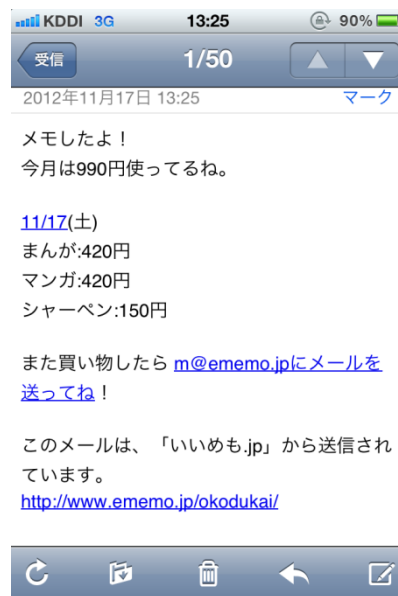 KDDI 3G 13:25 90%
受信 1/50
2012年11月17日 13:25 マーク
メモしたよ！
今月は990円使ってるね。
11/17(土)
まんが:420円
マンガ:420円
シャーペン:150円
また買い物したら m@ememo.jpにメールを
送ってね！
このメールは、「いいめも.jp」から送信され
ています。
http://www.ememo.jp/okodukai/